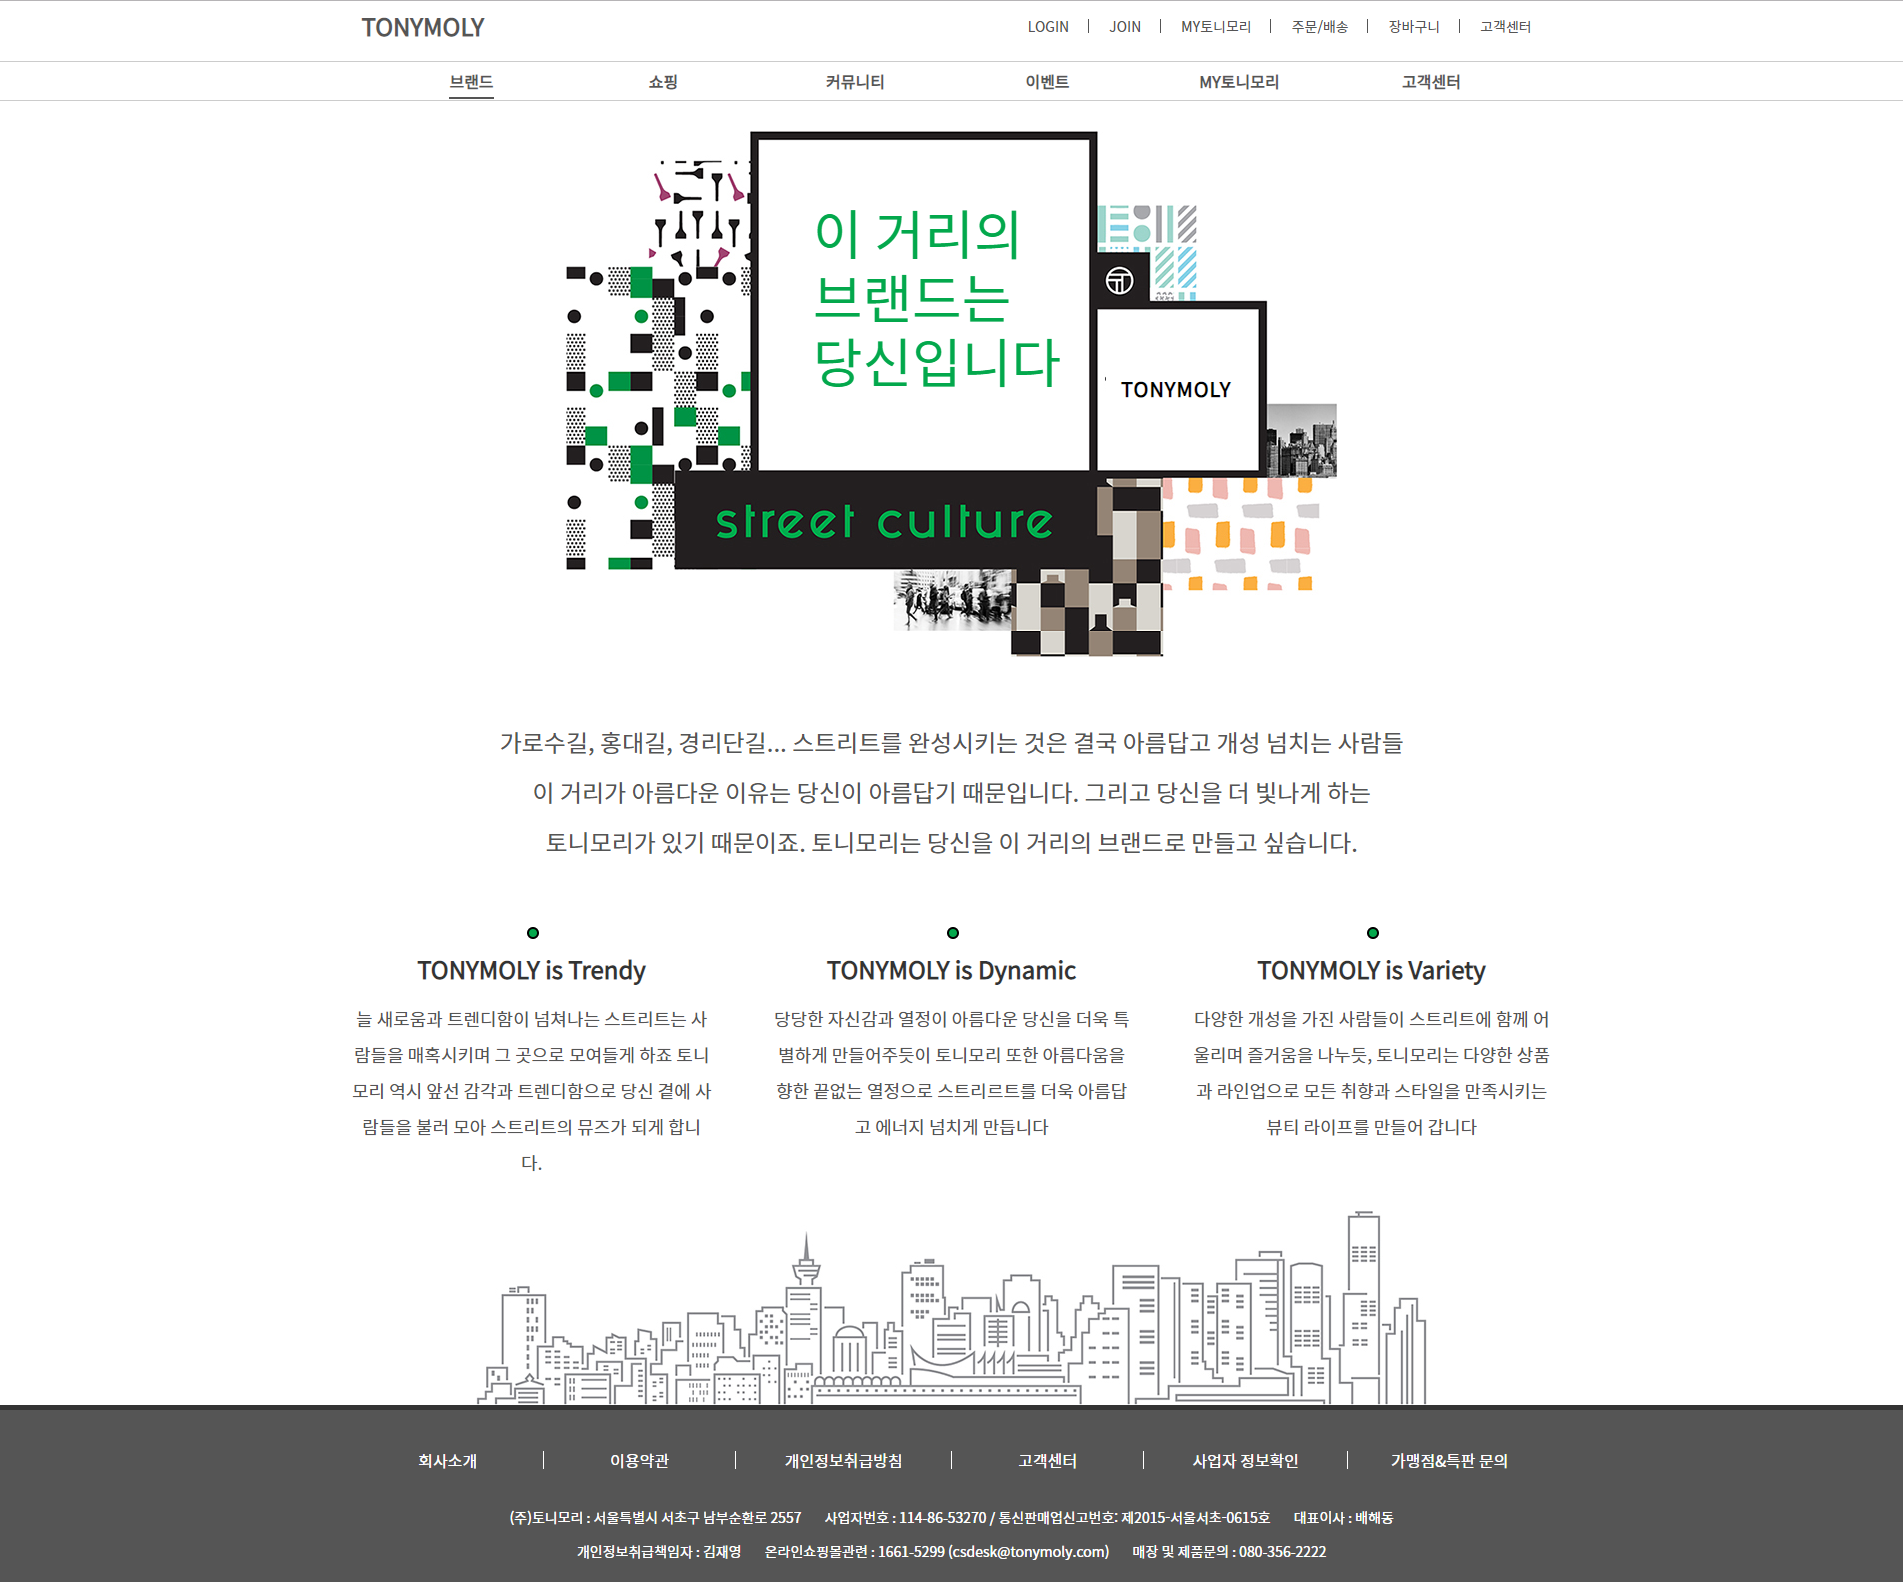 TONYMOLY
LOGIN JOIN MY토니모리 주문/배송 장바구니 고객센터
브랜드 쇼핑 커뮤니티 이벤트 MY토니모리 고객센터
이 거리의
브랜드는
당신입니다
TONYMOLY
street culture
가로수길, 홍대길, 경리단길... 스트리트를 완성시키는 것은 결국 아름답고 개성 넘치는 사람들
이 거리가 아름다운 이유는 당신이 아름답기 때문입니다. 그리고 당신을 더 빛나게 하는
토니모리가 있기 때문이죠. 토니모리는 당신을 이 거리의 브랜드로 만들고 싶습니다.
TONYMOLY is Trendy
늘 새로움과 트렌디함이 넘쳐나는 스트리트는 사
람들을 매혹시키며 그 곳으로 모여들게 하죠 토니
모리 역시 앞선 감각과 트렌디함으로 당신 곁에 사
람들을 불러 모아 스트리트의 뮤즈가 되게 합니
다.
TONYMOLY is Dynamic
당당한 자신감과 열정이 아름다운 당신을 더욱 특
별하게 만들어주듯이 토니모리 또한 아름다움을
향한 끝없는 열정으로 스트리르트를 더욱 아름답
고 에너지 넘치게 만듭니다
TONYMOLY is Variety
다양한 개성을 가진 사람들이 스트리트에 함께 어
울리며 즐거움을 나누듯, 토니모리는 다양한 상품
과 라인업으로 모든 취향과 스타일을 만족시키는
뷰티 라이프를 만들어 갑니다
회사소개 이용약관 개인정보취급방침 고객센터 사업자 정보확인 가맹점&특판 문의
(주)토니모리 : 서울특별시 서초구 남부순환로 2557 사업자번호 : 114-86-53270 / 통신판매업신고번호: 제2015-서울서초-0615호 대표이사 : 배해동
개인정보취급책임자 : 김재영 온라인쇼핑몰관련 : 1661-5299 (csdesk@tonymoly.com) 매장 및 제품문의 : 080-356-2222